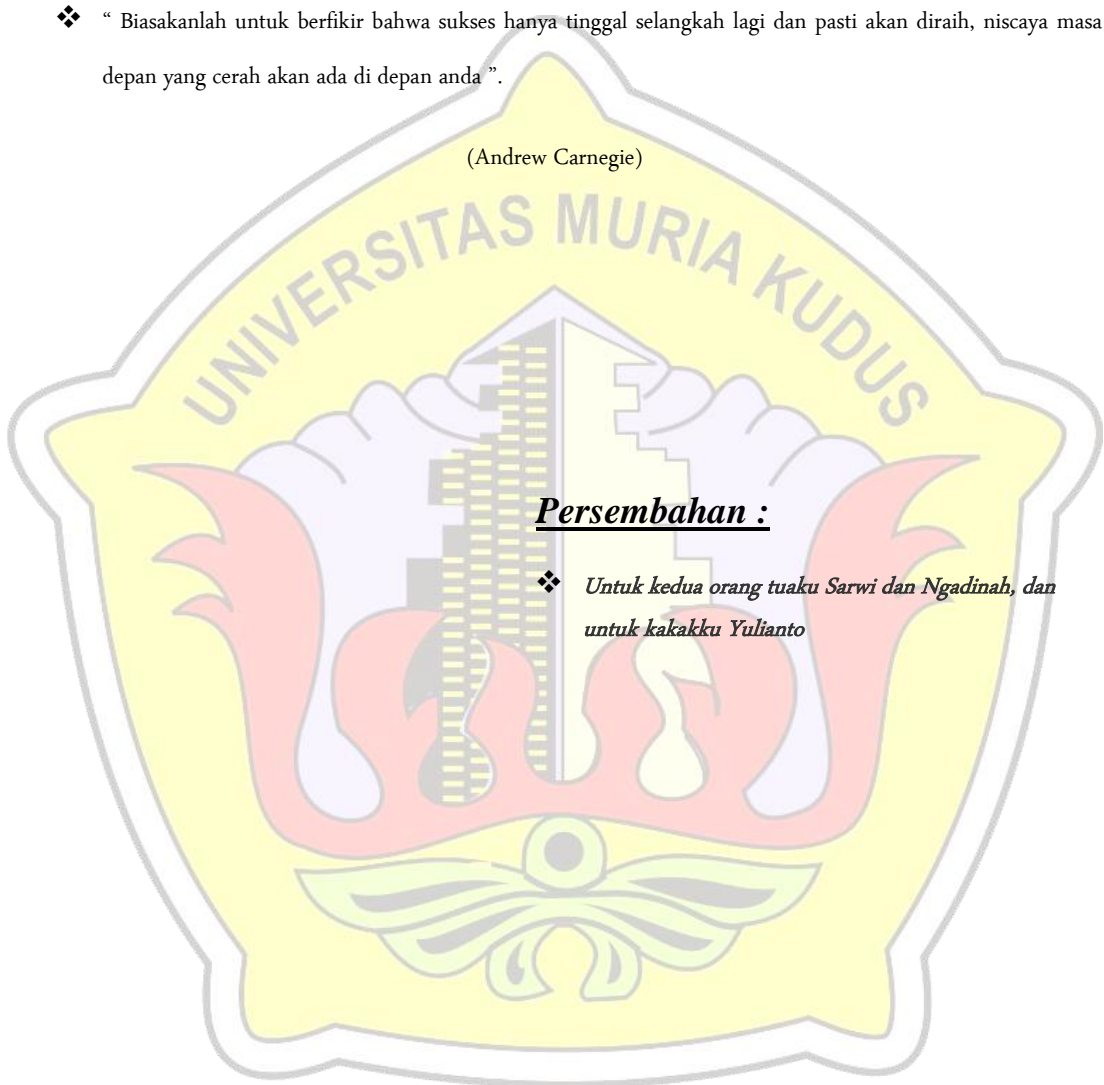 ❖ “ Biasakanlah untuk berfikir bahwa sukses hanya tinggal selangkah lagi dan pasti akan diraih, niscaya masa
depan yang cerah akan ada di depan anda ”.
(Andrew Carnegie)
UNIVERSITAS MURIA KUDUS
Persembahan :
❖ Untuk kedua orang tuaku Sarwi dan Ngadinah, dan
untuk kakakku Yulianto